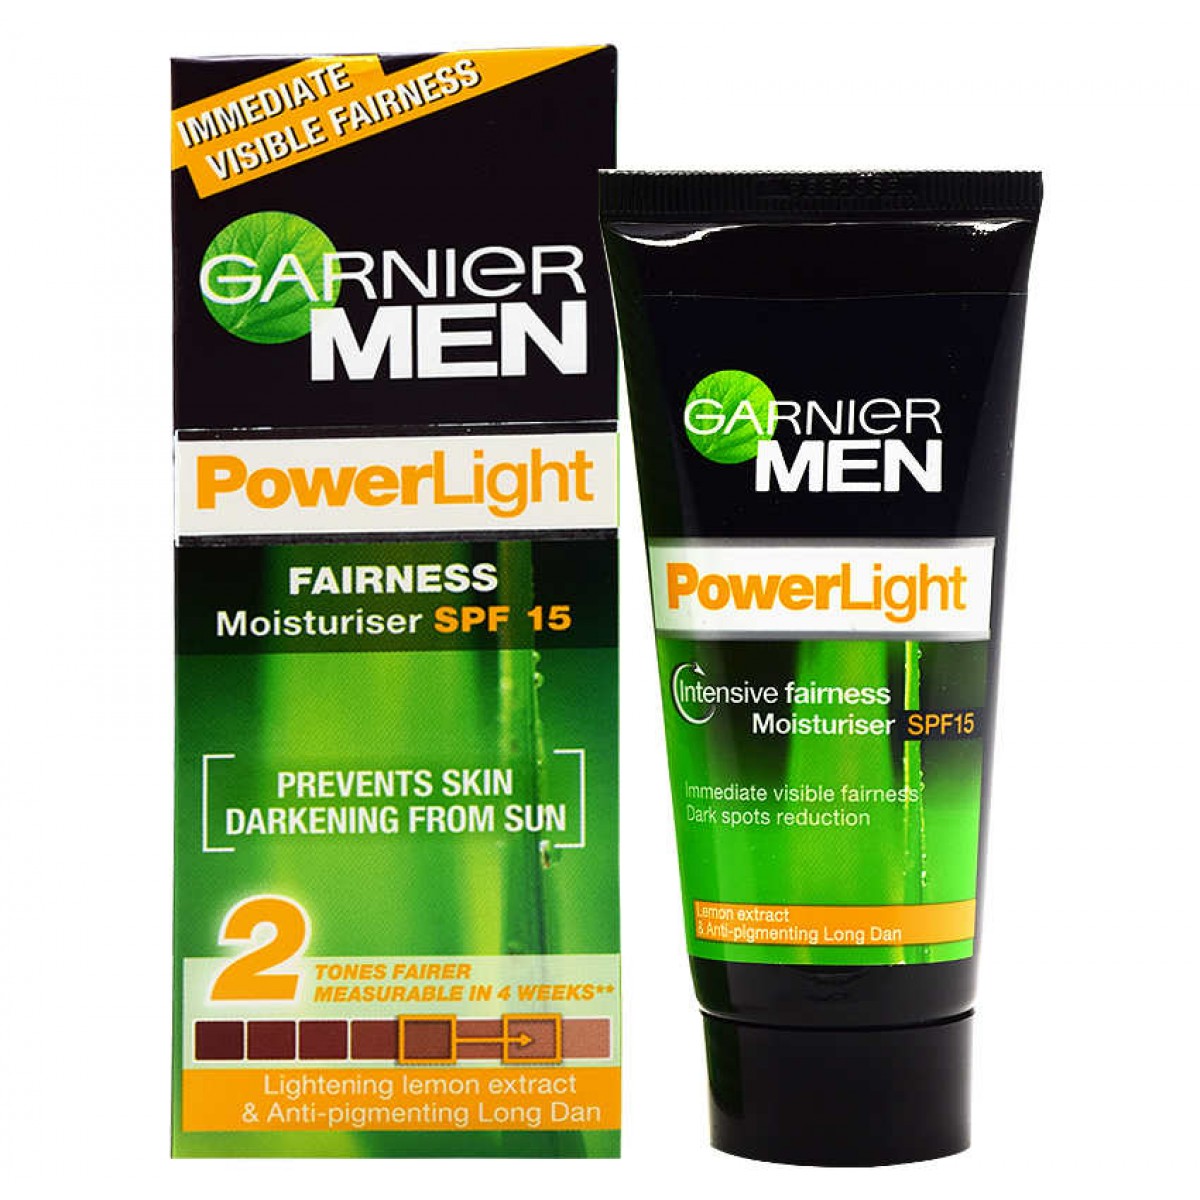 IMMEDIATE
VISIBLE FAIRNESS
GARNIER
MEN
PowerLight
FAIRNESS
Moisturiser SPF 15
PREVENTS SKIN
DARKENING FROM SUN
2
TONES FAIRER
MEASURABLE IN 4 WEEKS**
Lightening lemon extract
& Anti-pigmenting Long Dan
GARNIER
MEN
PowerLight
Intensive fairness
Moisturiser SPF15
Immediate visible fairness
Dark spots reduction
Lemon extract
& Anti-pigmenting Long Dan